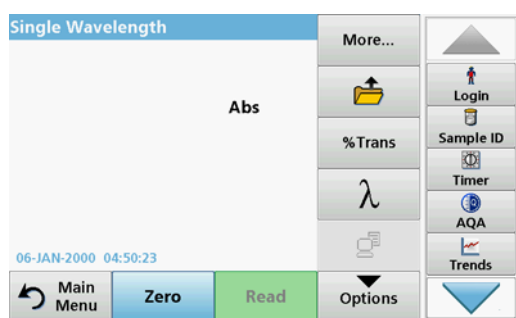 Single Wavelength
More...
Abs
%Trans
λ
06-JAN-2000 04:50:23
Main
Menu
Zero
Read
Options
Login
Sample ID
Timer
AQA
Trends